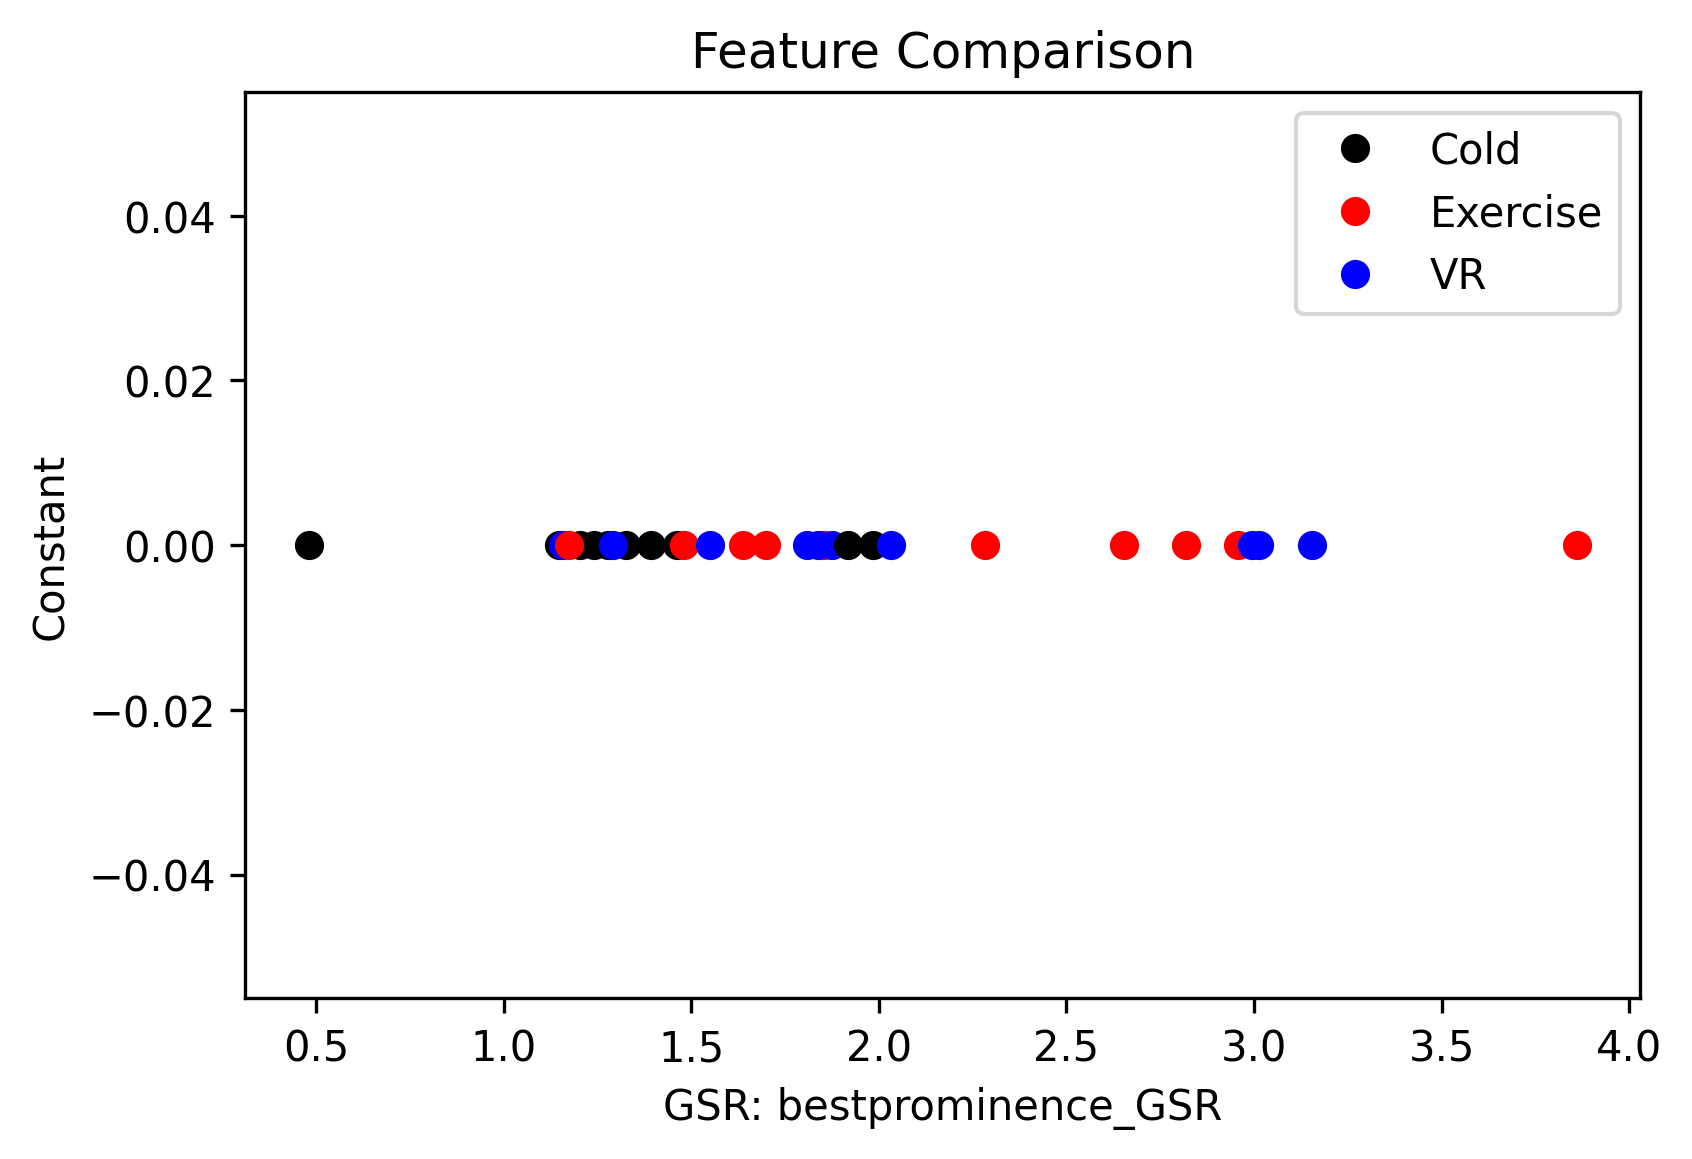 Feature Comparison
Cold
Exercise
VR
0.04
0.02
0.00
−0.02
−0.04
Constant
0.5 1.0 1.5 2.0 2.5 3.0 3.5 4.0
GSR: bestprominence_GSR